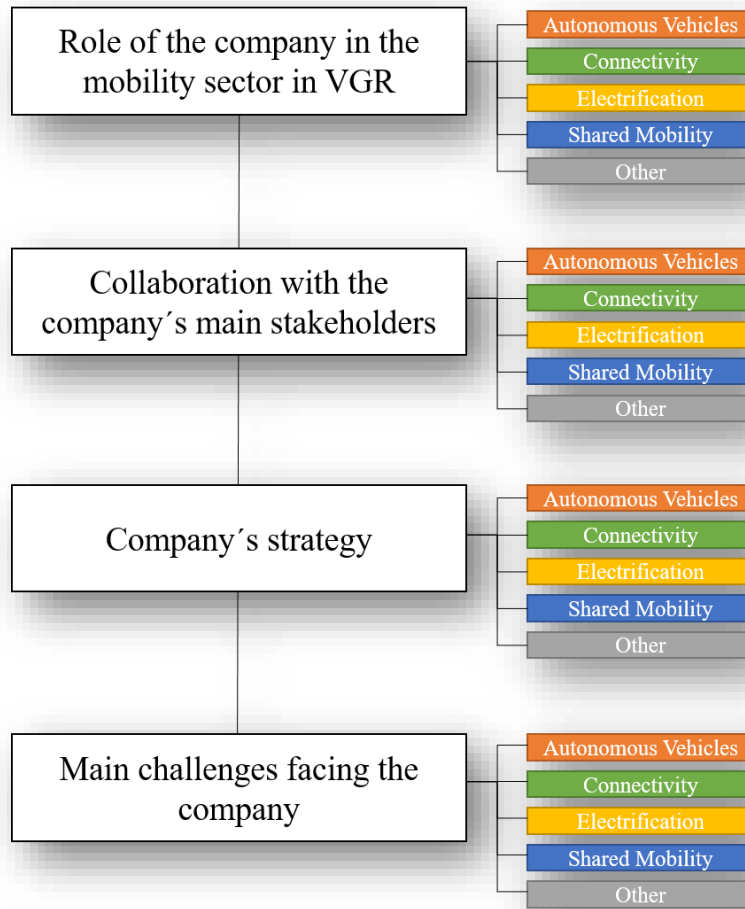 Role of the company in the
mobility sector in VGR
Autonomous Vehicles
Connectivity
Electrification
Shared Mobility
Other
Collaboration with the
company´s main stakeholders
Autonomous Vehicles
Connectivity
Electrification
Shared Mobility
Other
Company´s strategy
Autonomous Vehicles
Connectivity
Electrification
Shared Mobility
Other
Main challenges facing the
company
Autonomous Vehicles
Connectivity
Electrification
Shared Mobility
Other